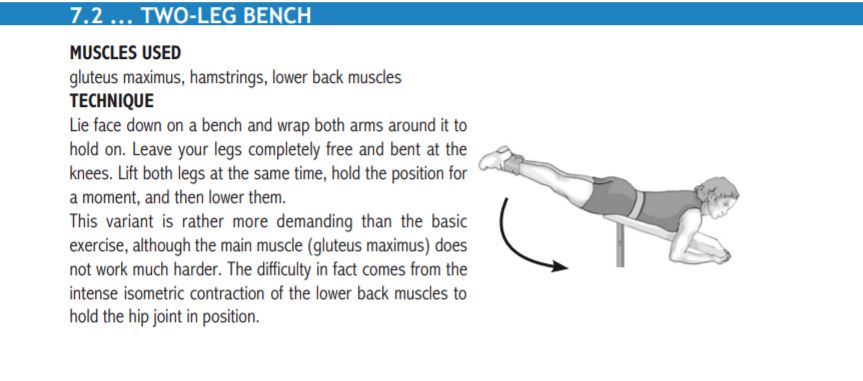 7.2 ... TWO-LEG BENCH
MUSCLES USED
gluteus maximus, hamstrings, lower back muscles
TECHNIQUE
Lie face down on a bench and wrap both arms around it to
hold on. Leave your legs completely free and bent at the
knees. Lift both legs at the same time, hold the position for
a moment, and then lower them.
This variant is rather more demanding than the basic
exercise, although the main muscle (gluteus maximus) does
not work much harder. The difficulty in fact comes from the
intense isometric contraction of the lower back muscles to
hold the hip joint in position.